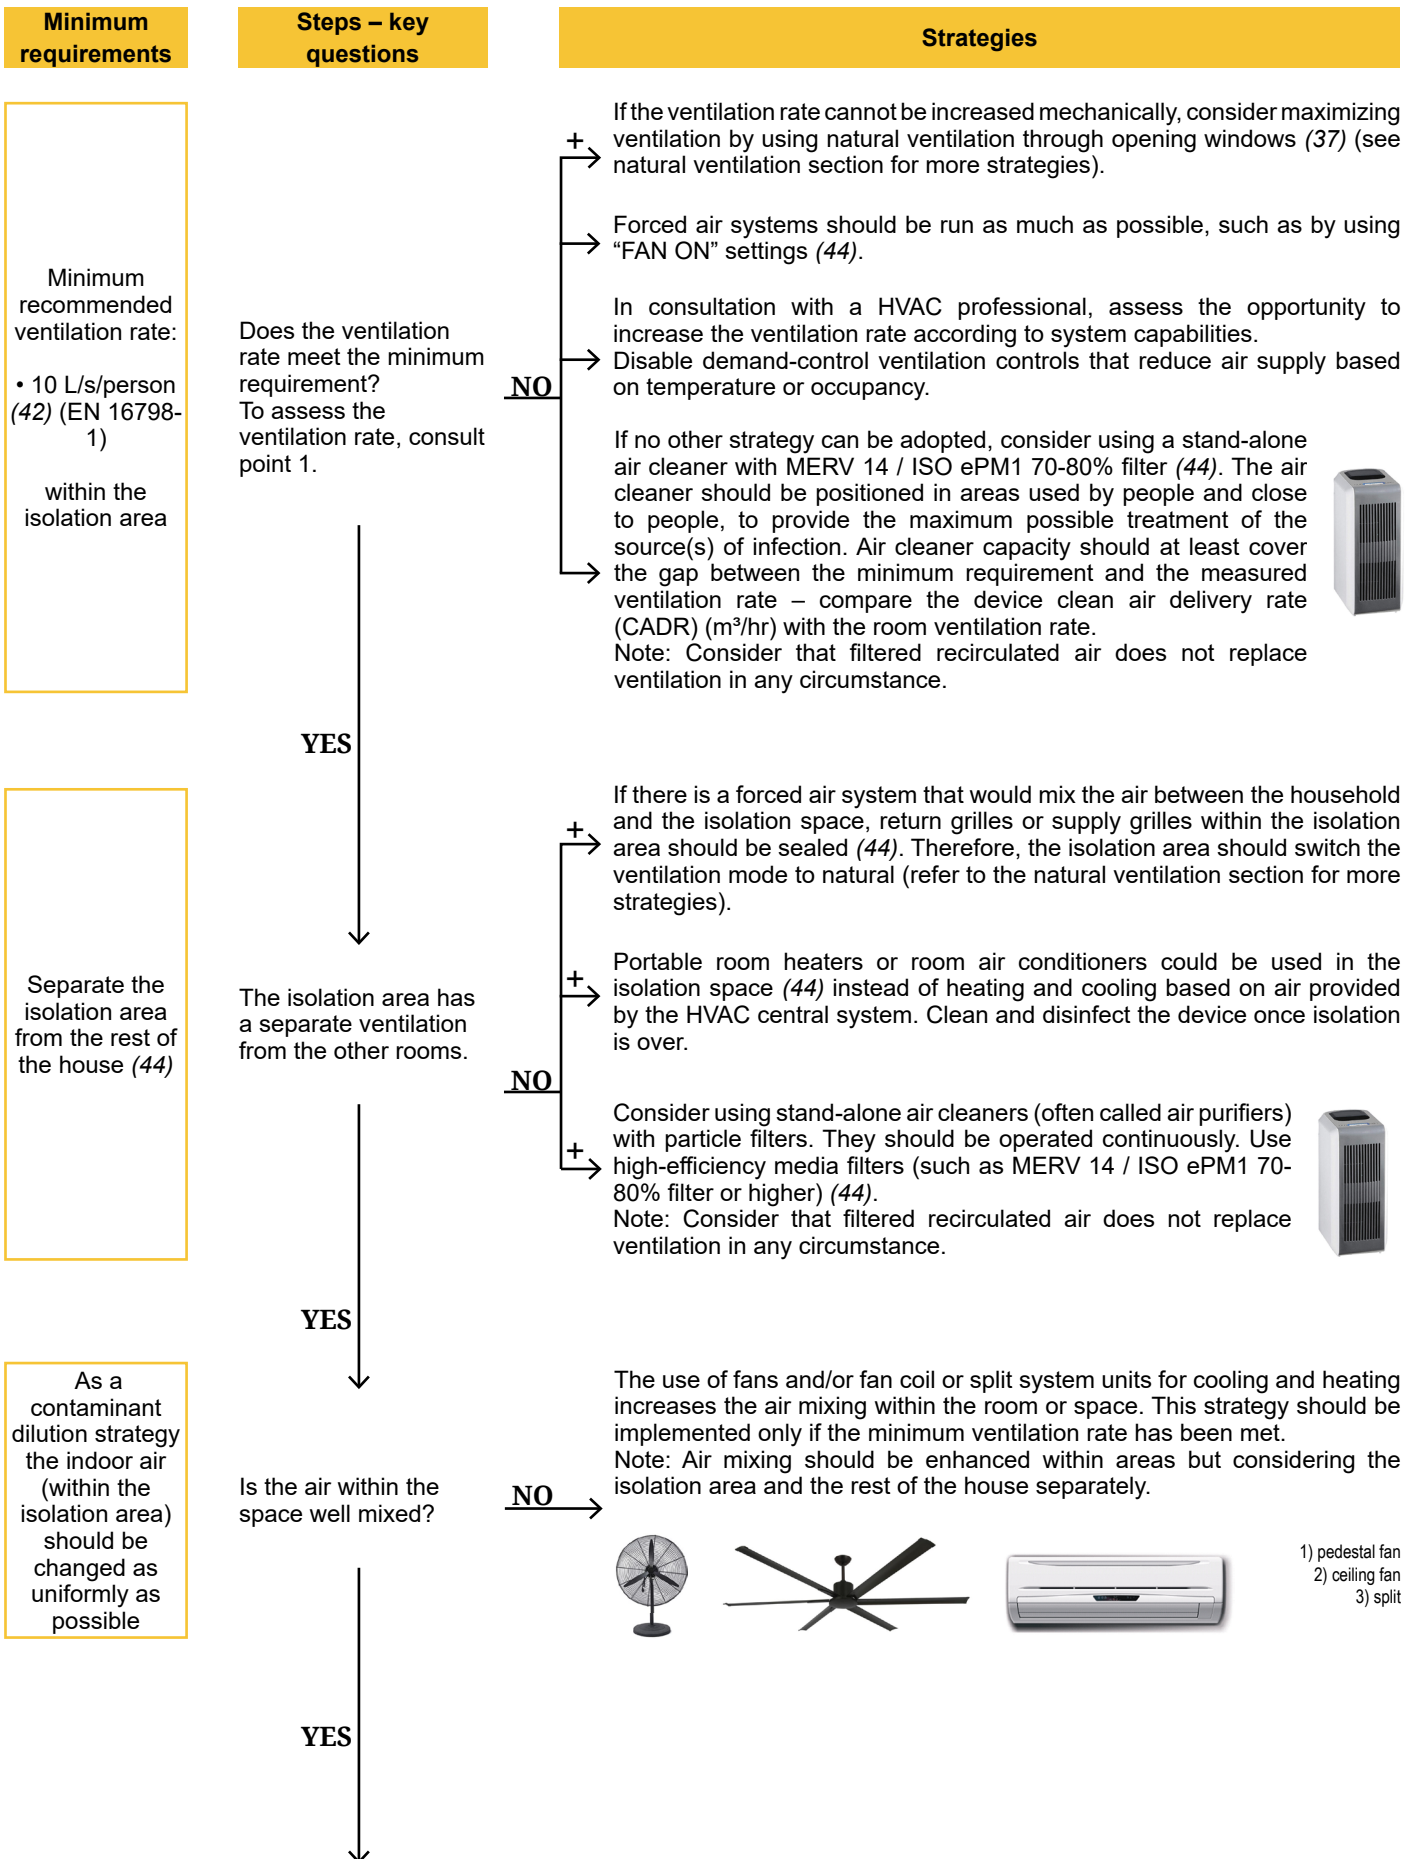 Minimum
requirements
Steps – key
questions
Strategies
Minimum
recommended
ventilation rate:
• 10 L/s/person
(42) (EN 16798-
1)
within the
isolation area
Does the ventilation
rate meet the minimum
requirement?
To assess the
ventilation rate, consult
point 1.
NO
+
If the ventilation rate cannot be increased mechanically, consider maximizing
ventilation by using natural ventilation through opening windows (37) (see
natural ventilation section for more strategies).
Forced air systems should be run as much as possible, such as by using
“FAN ON” settings (44).
In consultation with a HVAC professional, assess the opportunity to
increase the ventilation rate according to system capabilities.
Disable demand-control ventilation controls that reduce air supply based
on temperature or occupancy.
If no other strategy can be adopted, consider using a stand-alone
air cleaner with MERV 14 / ISO ePM1 70-80% filter (44). The air
cleaner should be positioned in areas used by people and close
to people, to provide the maximum possible treatment of the
source(s) of infection. Air cleaner capacity should at least cover
the gap between the minimum requirement and the measured
ventilation rate – compare the device clean air delivery rate
(CADR) (m³/hr) with the room ventilation rate.
Note: Consider that filtered recirculated air does not replace
ventilation in any circumstance.
YES
Separate the
isolation area
from the rest of
the house (44)
The isolation area has
a separate ventilation
from the other rooms.
NO
+
If there is a forced air system that would mix the air between the household
and the isolation space, return grilles or supply grilles within the isolation
area should be sealed (44). Therefore, the isolation area should switch the
ventilation mode to natural (refer to the natural ventilation section for more
strategies).
+
Portable room heaters or room air conditioners could be used in the
isolation space (44) instead of heating and cooling based on air provided
by the HVAC central system. Clean and disinfect the device once isolation
is over.
+
Consider using stand-alone air cleaners (often called air purifiers)
with particle filters. They should be operated continuously. Use
high-efficiency media filters (such as MERV 14 / ISO ePM1 70-
80% filter or higher) (44).
Note: Consider that filtered recirculated air does not replace
ventilation in any circumstance.
YES
As a
contaminant
dilution strategy
the indoor air
(within the
isolation area)
should be
changed as
uniformly as
possible
Is the air within the
space well mixed?
NO
The use of fans and/or fan coil or split system units for cooling and heating
increases the air mixing within the room or space. This strategy should be
implemented only if the minimum ventilation rate has been met.
Note: Air mixing should be enhanced within areas but considering the
isolation area and the rest of the house separately.
1) pedestal fan
2) ceiling fan
3) split
YES